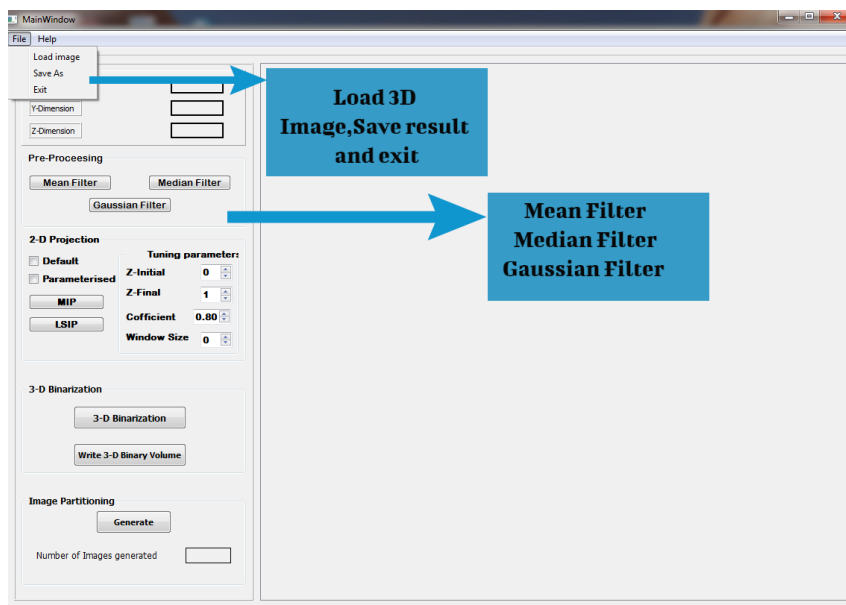 MainWindow
File Help
Load image
Save As
Exit
Y-Dimension
Z-Dimension
Load 3D
Image,Save result
and exit
Pre-Proceesing
Mean Filter Median Filter
Gaussian Filter
Mean Filter
Median Filter
Gaussian Filter
2-D Projection
Tuning parameter:
Default
Z-Initial 0
Parameterised
Z-Final 1
MIP
Cofficient 0.80
LSIP
Window Size 0
3-D Binarization
3-D Binarization
Write 3-D Binary Volume
Image Partitioning
Generate
Number of Images generated